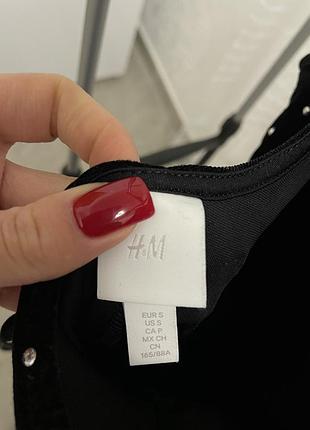 H&M
EUR S
US S
CA P
MX CH
CN
165/88A